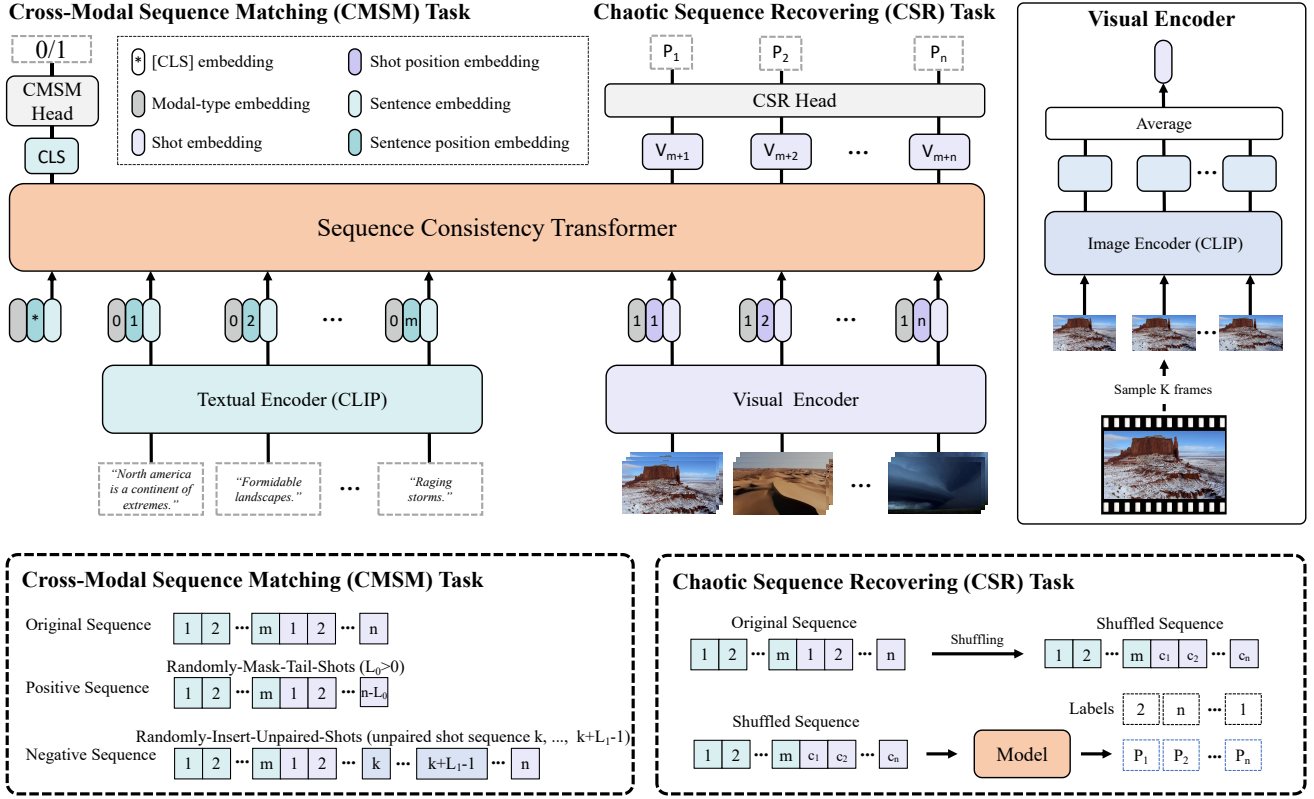 Cross-Modal Sequence Matching (CMSM) Task
0/1
CMSM
Head
CLS
* [CLS] embedding
Modal-type embedding
Shot embedding
Shot position embedding
Sentence embedding
Sentence position embedding
Chaotic Sequence Recovering (CSR) Task
P1 P2 Pn
CSR Head
Vm+1 Vm+2 ... Vm+n
Sequence Consistency Transformer
* 0 1 0 2 ... 0 m 1 1 1 2 ... 1 n
Textual Encoder (CLIP)
Visual Encoder
“North america
is a continent of
extremes.”
“Formidable
landscapes.”
...
“Raging
storms.”
...
Visual Encoder
Average
...
Image Encoder (CLIP)
...
Sample K frames
Cross-Modal Sequence Matching (CMSM) Task
Original Sequence 1 2 ... m 1 2 ... n
Randomly-Mask-Tail-Shots (L0>0)
Positive Sequence 1 2 ... m 1 2 ... n-L0
Randomly-Insert-Unpaired-Shots (unpaired shot sequence k, ..., k+L1-1)
Negative Sequence 1 2 ... m 1 2 ... k ... k+L1-1 ... n
Chaotic Sequence Recovering (CSR) Task
Original Sequence
1 2 ... m 1 2 ... n
Shuffling
Shuffled Sequence
1 2 ... m c1 c2 ... cn
Labels 2 n ... 1
Shuffled Sequence
1 2 ... m c1 c2 ... cn
Model
P1 P2 ... Pn